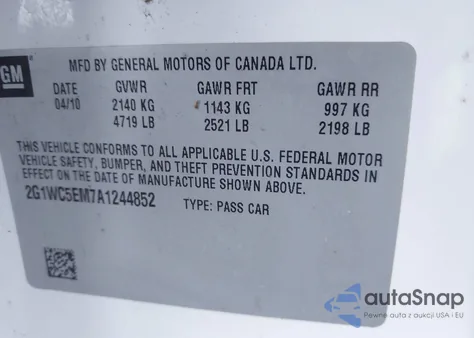 GM
MFD BY GENERAL MOTORS OF CANADA LTD.
DATE GVWR GAWR FRT GAWR RR
04/10 2140 KG 1143 KG 997 KG
4719 LB 2521 LB 2198 LB
THIS VEHICLE CONFORMS TO ALL APPLICABLE U.S. FEDERAL MOTOR
VEHICLE SAFETY, BUMPER, AND THEFT PREVENTION STANDARDS IN
EFFECT ON THE DATE OF MANUFACTURE SHOWN ABOVE.
2G1WC5EM7A1244852 TYPE: PASS CAR
autoSnap
Pewne auta z aukcji USA i EU